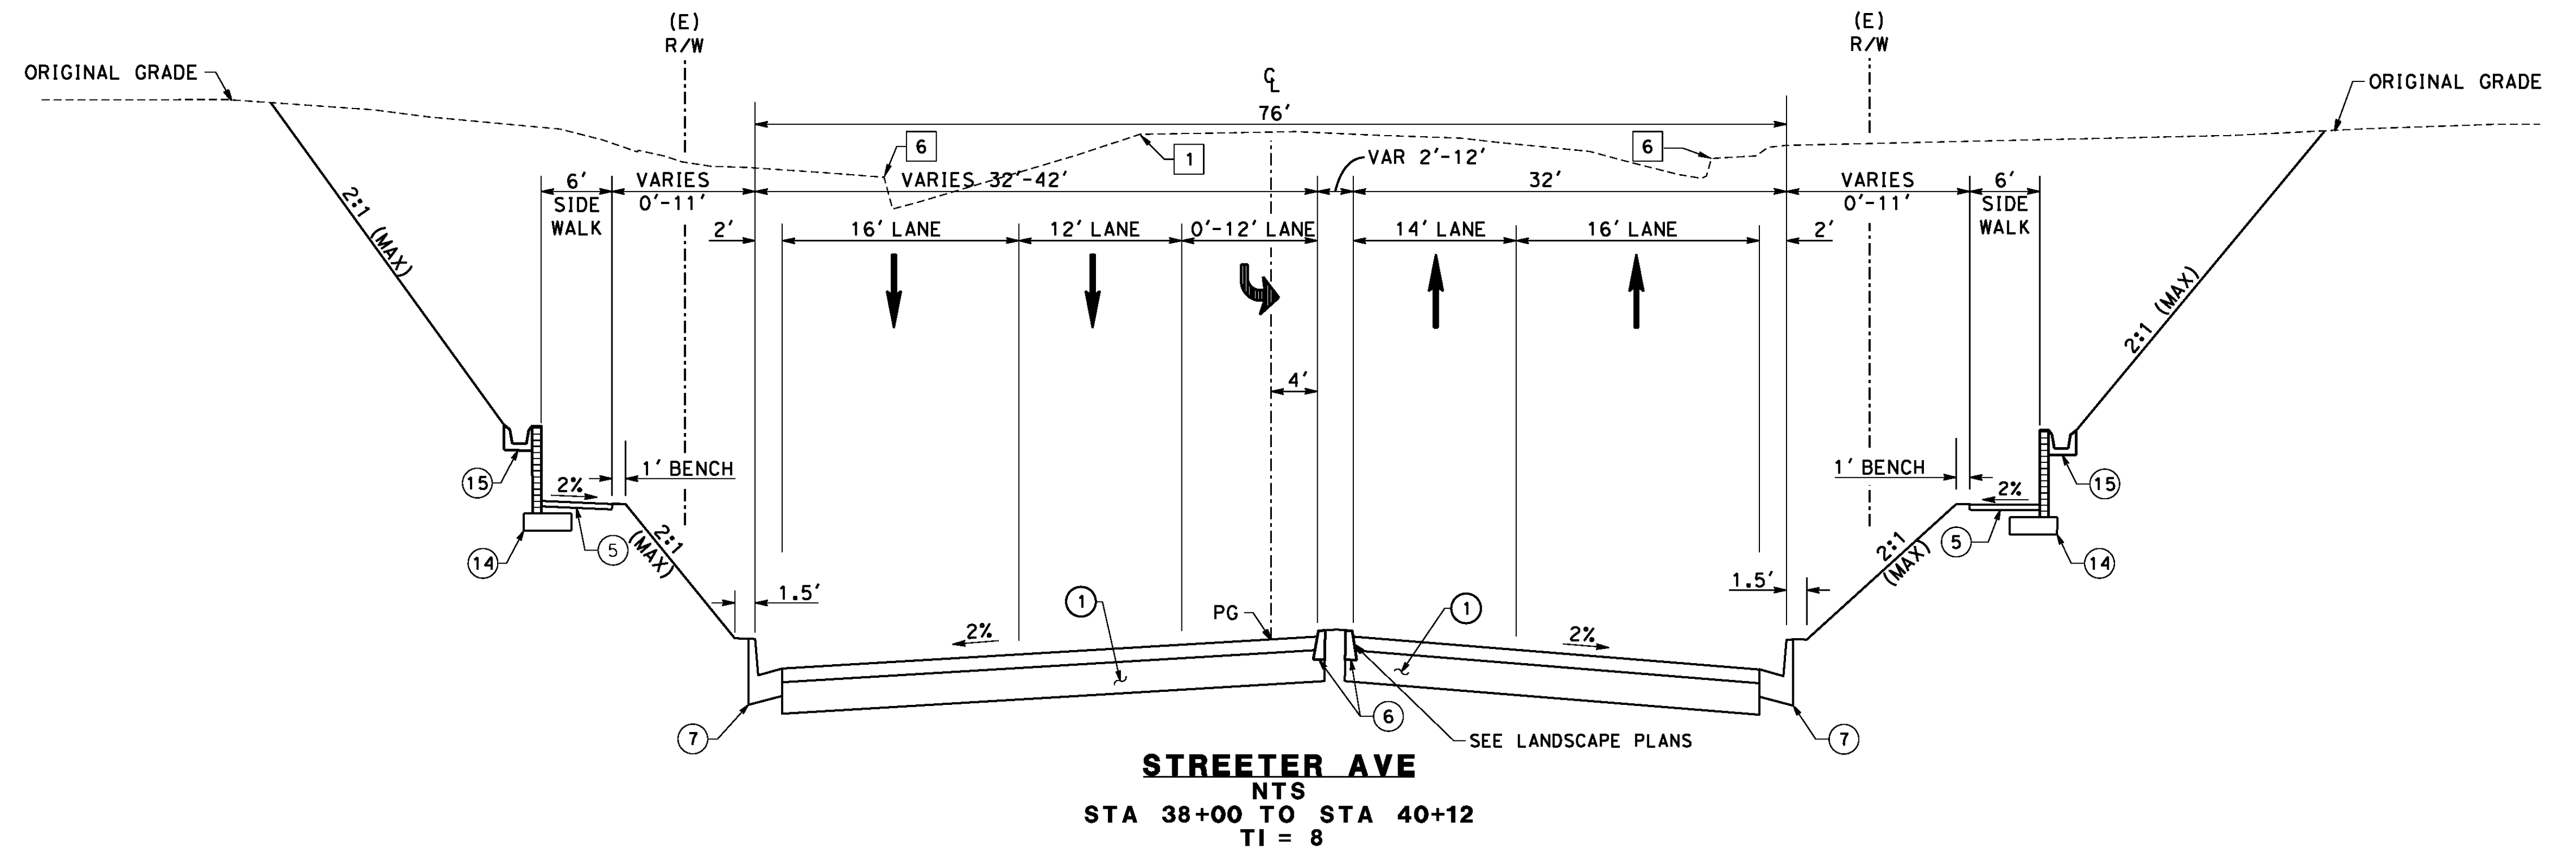 (E)
R/W
(E)
R/W
ORIGINAL GRADE
ORIGINAL GRADE
CL
76'
6
1
6
VAR 2'-12'
6'
SIDE
WALK
VARIES
0'-11'
VARIES 32'-42'
32'
VARIES
0'-11'
6'
SIDE
WALK
2'
16' LANE
12' LANE
0'-12' LANE
14' LANE
16' LANE
2'
2:1 (MAX)
2:1 (MAX)
4'
15
1' BENCH
1' BENCH
15
2%
2%
14
5
2:1
(MAX)
2:1
(MAX)
5
14
1.5'
1
PG
1
1.5'
2%
2%
7
6
7
SEE LANDSCAPE PLANS
STREETER AVE
NTS
STA 38+00 TO STA 40+12
TI = 8